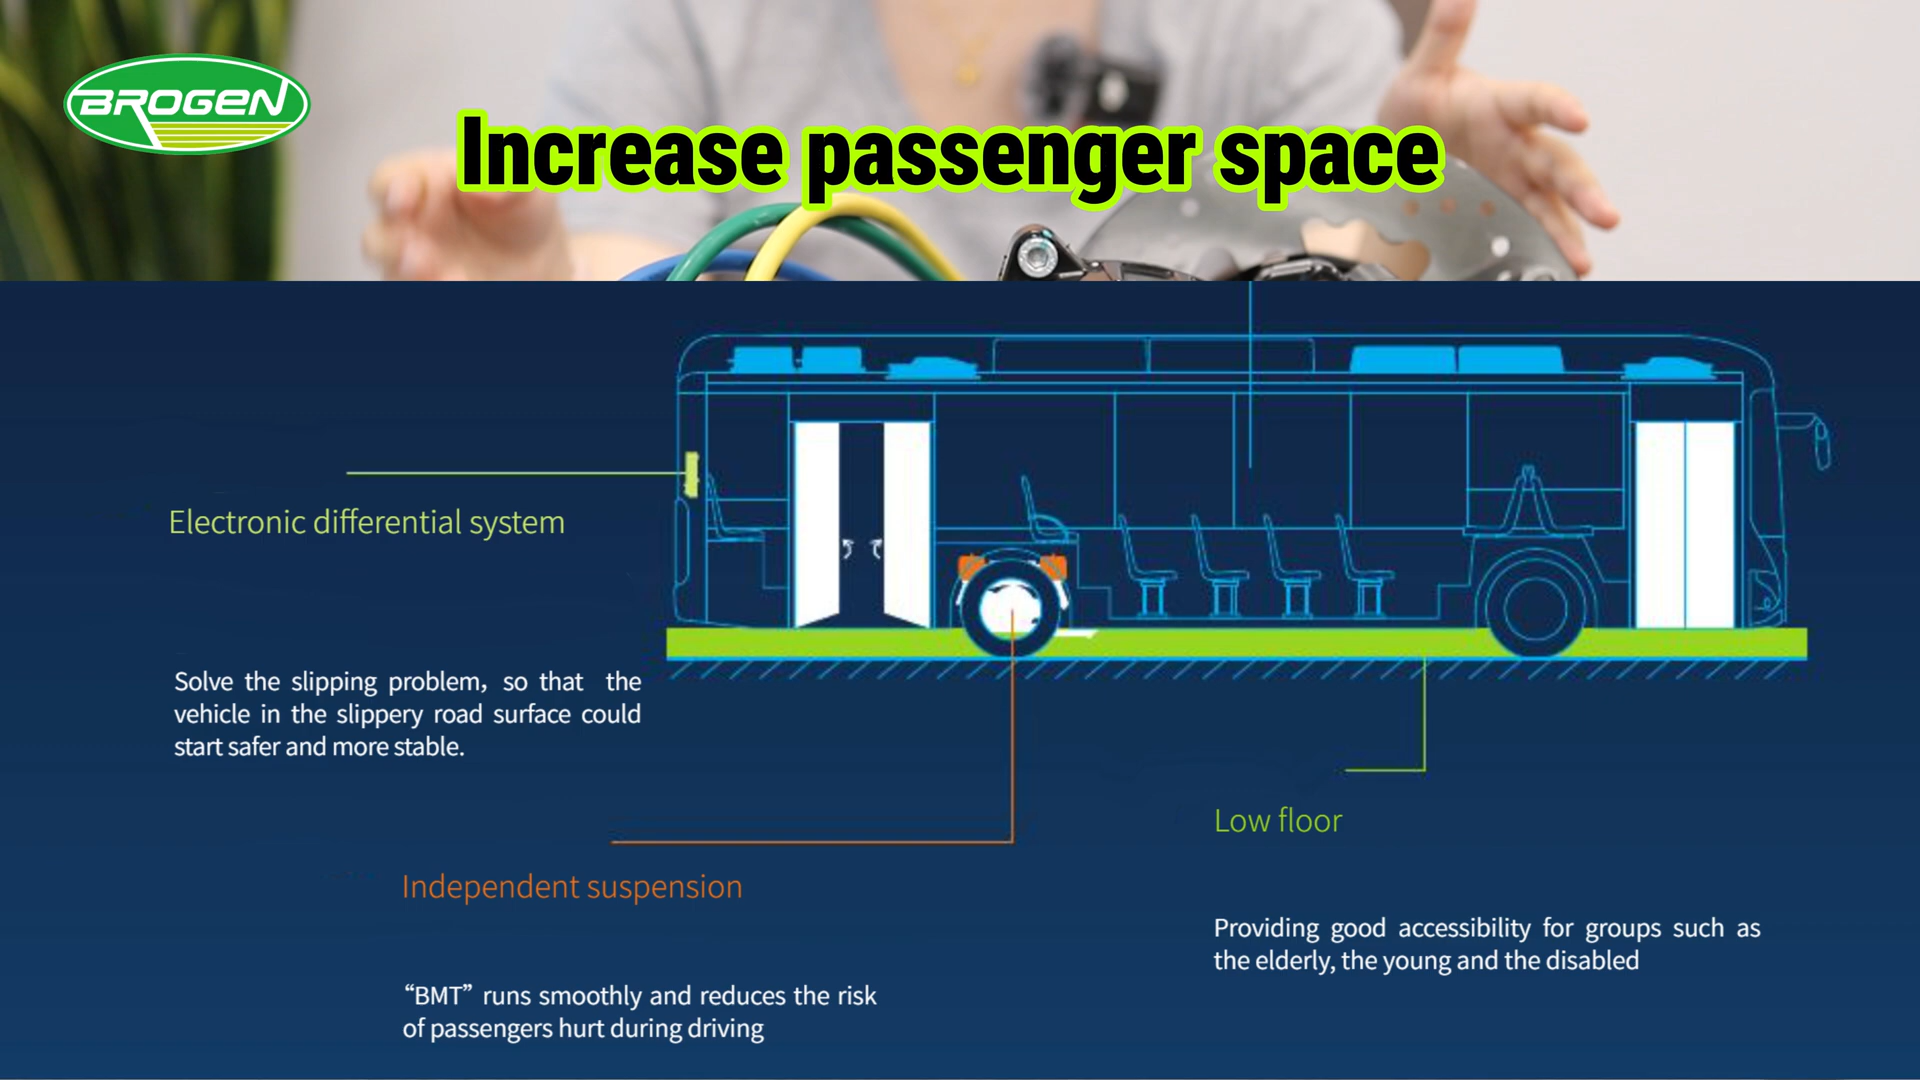 BROGEN
Increase passenger space
Electronic differential system
Solve the slipping problem, so that the
vehicle in the slippery road surface could
start safer and more stable.
Independent suspension
“BMT” runs smoothly and reduces the risk
of passengers hurt during driving
Low floor
Providing good accessibility for groups such as
the elderly, the young and the disabled